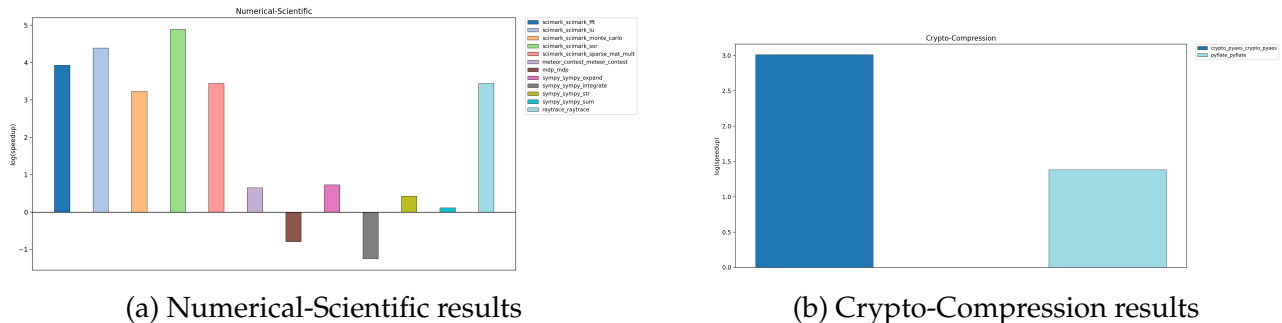 Numerical-Scientific
5
4
3
2
1
0
−1
log(speedup)
scimark_scimark_fft
scimark_scimark_lu
scimark_scimark_monte_carlo
scimark_scimark_sor
scimark_scimark_sparse_mat_mult
meteor_contest_meteor_contest
mdp_mdp
sympy_sympy_expand
sympy_sympy_integrate
sympy_sympy_str
sympy_sympy_sum
raytrace_raytrace
(a) Numerical-Scientific results
Crypto-Compression
3.0
2.5
2.0
1.5
1.0
0.5
0.0
log(speedup)
crypto_pyaes_crypto_pyaes
pyflate_pyflate
(b) Crypto-Compression results